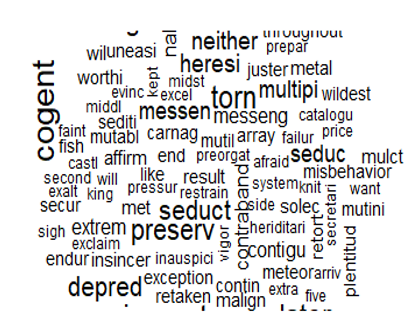 throughout
nal
neither
prepar
wiluneasi
heresi
juster metal
worthi
kept
midst
evinc
excel
torn
multipi
wildest
cogent
middl
messen
messeng
catalogu
sediti
faint
mutabl
carnag
mutil
array
failur
price
fish
castl
affirm
end
preorgat
afraid
seduc
mulct
misbehavior
second
will
like
result
system
knit
want
exalt
king
pressur
restrain
contraband
side
secretari
secur
met
seduct
solec
mutini
sigh
extrem
preserv
heriditari
retort
exclaim
vigor
contigu
plentitud
endur
insincer
inauspici
meteor
arriv
depred
exception
contin
extra
five
retaken
malign